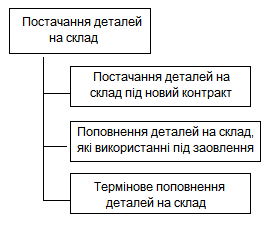 Постачання деталей
на склад
Постачання деталей на
склад під новий контракт
Поповнення деталей на склад,
які використанні під заовлення
Термінове поповнення
деталей на склад